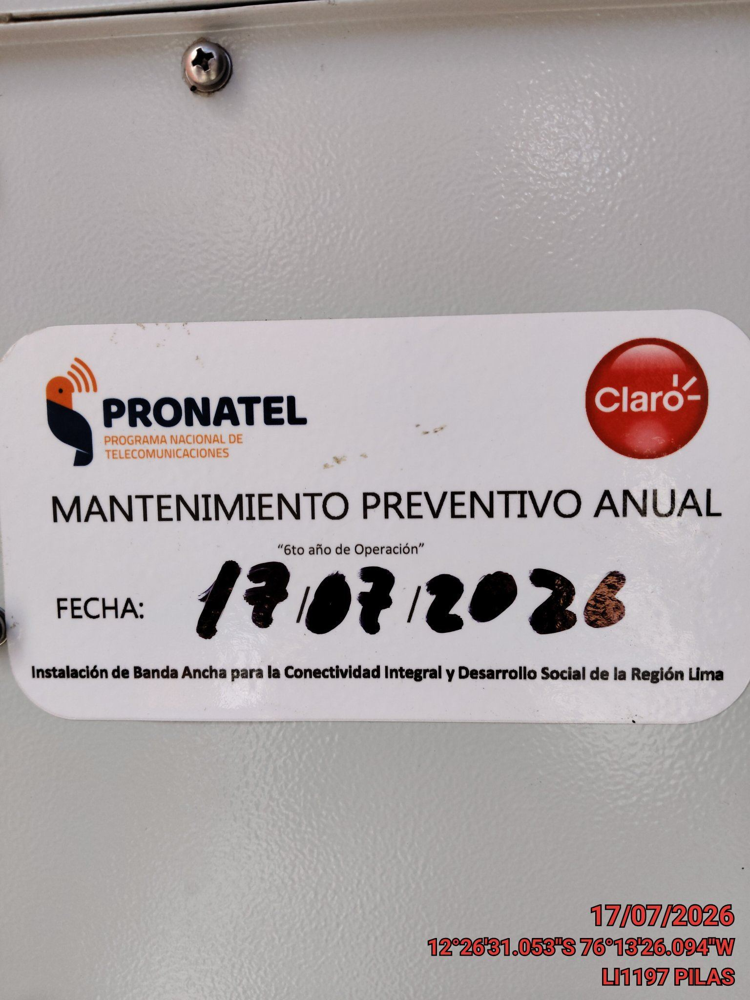 PRONATEL
PROGRAMA NACIONAL DE
TELECOMUNICACIONES
Claro
MANTENIMIENTO PREVENTIVO ANUAL
“6to año de Operación”
FECHA: 17/07/2026
Instalación de Banda Ancha para la Conectividad Integral y Desarrollo Social de la Región Lima
17/07/2026
12°26'31.053"S 76°13'26.094"W
LI1197 PILAS